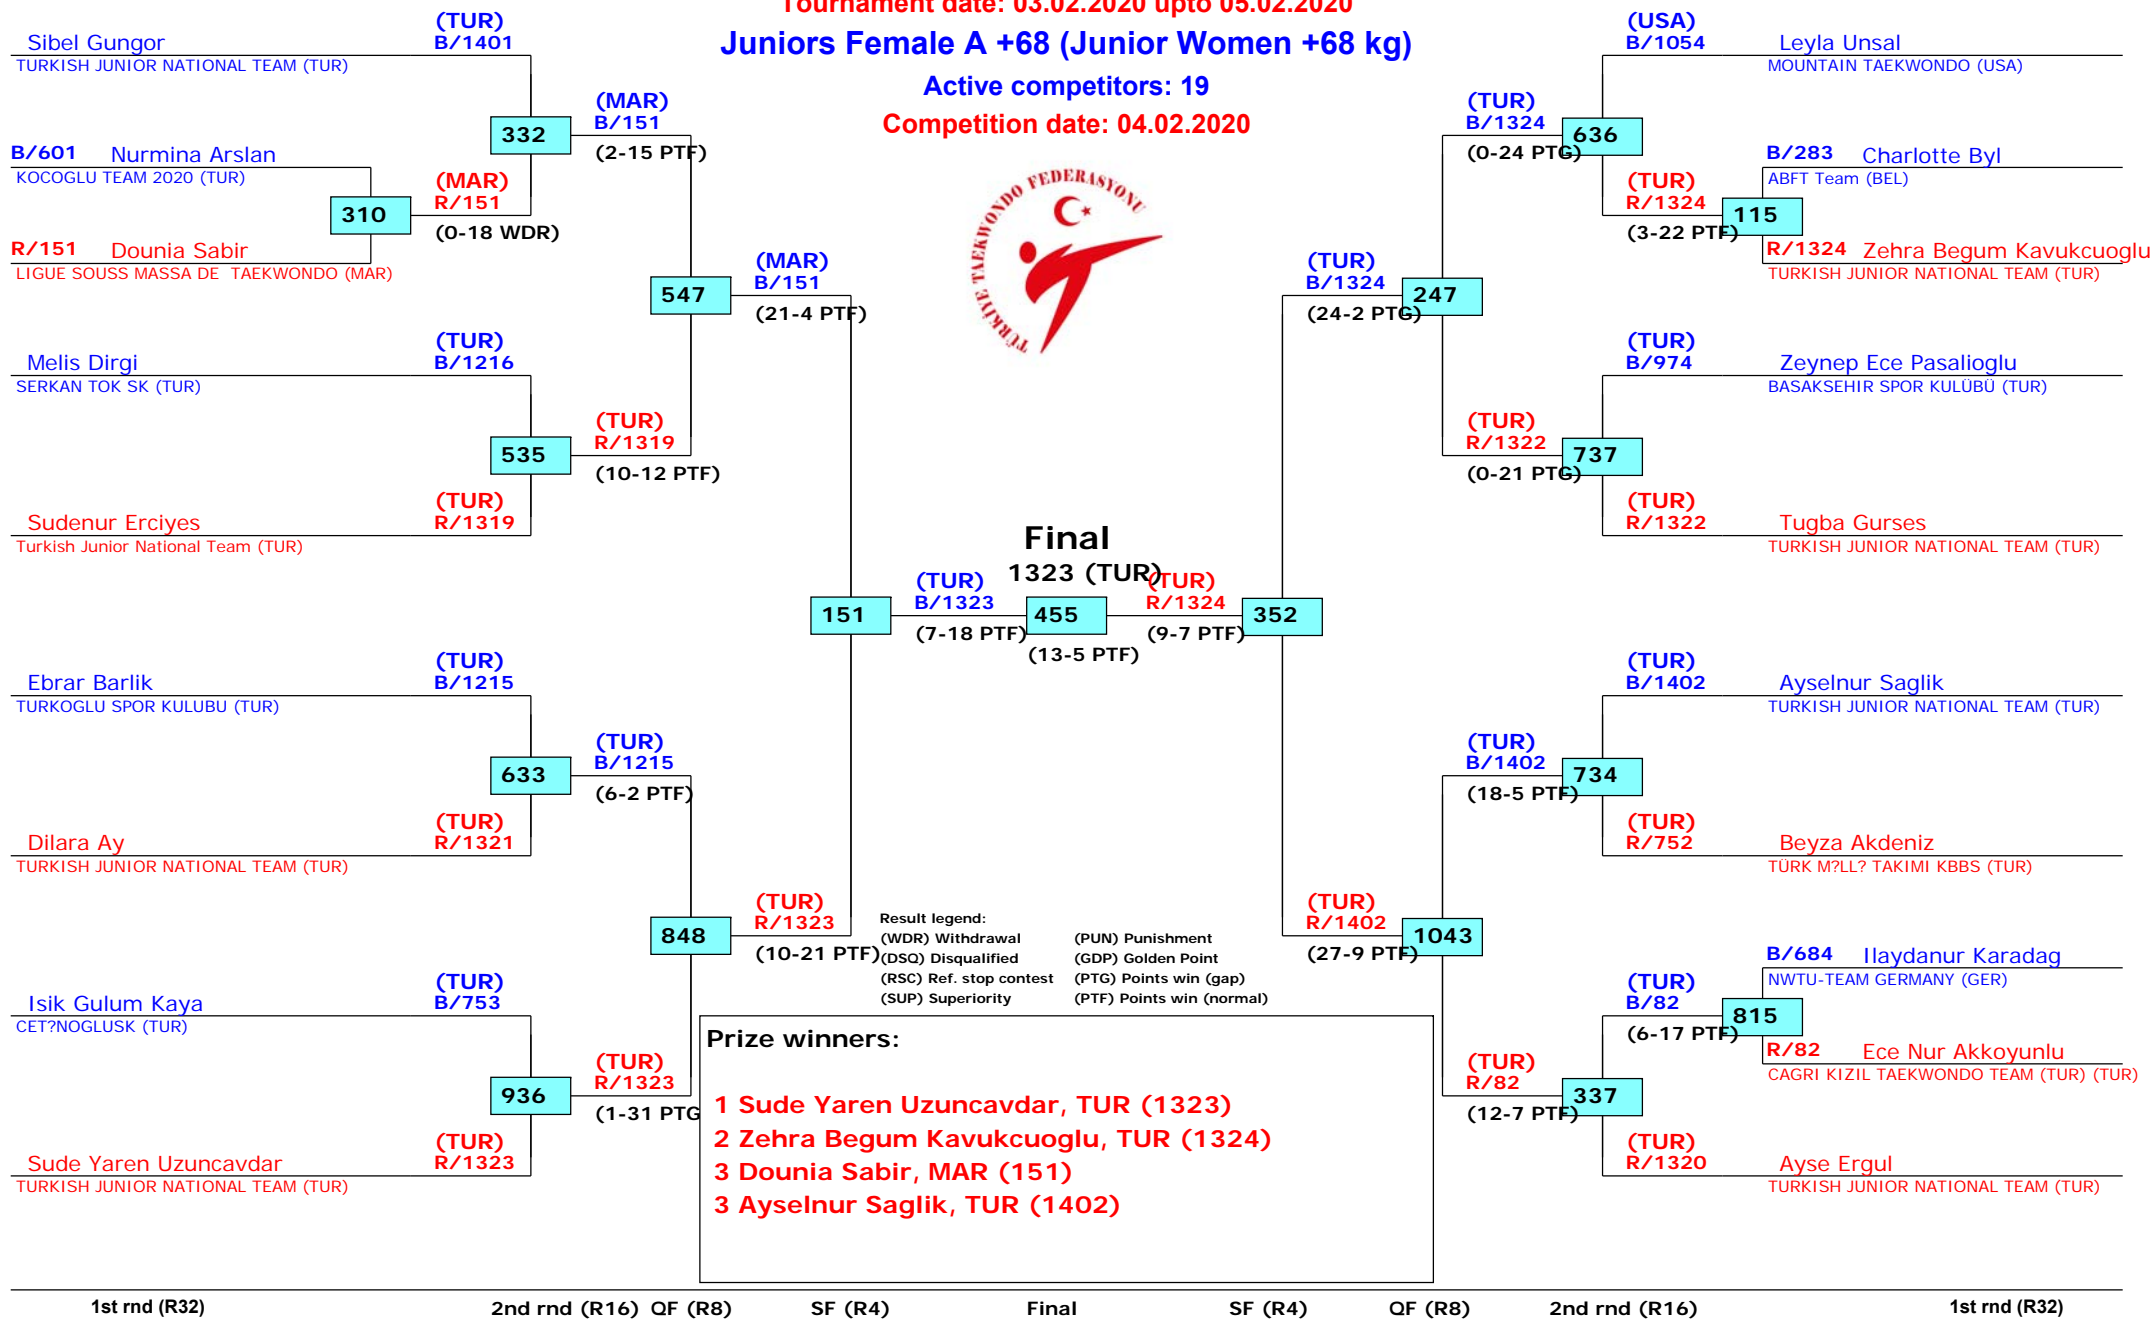 Tournament date: 03.02.2020 upto 05.02.2020
Juniors Female A +68 (Junior Women +68 kg)
Active competitors: 19
Competition date: 04.02.2020
TÜRKİYE TAEKWONDO FEDERASYONU
(TUR)
Sibel Gungor B/1401
TURKISH JUNIOR NATIONAL TEAM (TUR)
332
(MAR)
B/151
(2-15 PTF)
B/601 Nurmina Arslan
KOCOGLU TEAM 2020 (TUR)
310
(MAR)
R/151
(0-18 WDR)
R/151 Dounia Sabir
LIGUE SOUSS MASSA DE TAEKWONDO (MAR)
547
(MAR)
B/151
(21-4 PTF)
(TUR)
Melis Dirgi B/1216
SERKAN TOK SK (TUR)
535
(TUR)
R/1319
(10-12 PTF)
(TUR)
Sudenur Erciyes R/1319
Turkish Junior National Team (TUR)
151
(TUR)
B/1323
(7-18 PTF)
Final
1323 (TUR)
455
(13-5 PTF)
(TUR)
R/1324
(9-7 PTF)
352
(TUR)
Ebrar Barlik B/1215
TURKOGLU SPOR KULUBU (TUR)
633
(TUR)
B/1215
(6-2 PTF)
(TUR)
Dilara Ay R/1321
TURKISH JUNIOR NATIONAL TEAM (TUR)
848
(TUR)
R/1323
(10-21 PTF)
(TUR)
Isik Gulum Kaya B/753
CET?NOGLUSK (TUR)
936
(TUR)
R/1323
(1-31 PTG
(TUR)
Sude Yaren Uzuncavdar R/1323
TURKISH JUNIOR NATIONAL TEAM (TUR)
(USA)
B/1054 Leyla Unsal
MOUNTAIN TAEKWONDO (USA)
(TUR)
B/1324
(0-24 PTG)
636
B/283 Charlotte Byl
ABFT Team (BEL)
(TUR)
R/1324
(3-22 PTF)
115
R/1324 Zehra Begum Kavukcuoglu
TURKISH JUNIOR NATIONAL TEAM (TUR)
(TUR)
B/1324
(24-2 PTG)
247
(TUR)
B/974 Zeynep Ece Pasalioglu
BASAKSEHIR SPOR KULÜBÜ (TUR)
(TUR)
R/1322
(0-21 PTG)
737
(TUR)
R/1322 Tugba Gurses
TURKISH JUNIOR NATIONAL TEAM (TUR)
(TUR)
B/1402 Ayselnur Saglik
TURKISH JUNIOR NATIONAL TEAM (TUR)
(TUR)
B/1402
(18-5 PTF)
734
(TUR)
R/752 Beyza Akdeniz
TÜRK M?LL? TAKIMI KBBS (TUR)
(TUR)
R/1402
(27-9 PTF)
1043
B/684 Ilaydanur Karadag
NWTU-TEAM GERMANY (GER)
(TUR)
B/82
(6-17 PTF)
815
R/82 Ece Nur Akkoyunlu
CAGRI KIZIL TAEKWONDO TEAM (TUR) (TUR)
(TUR)
R/82
(12-7 PTF)
337
(TUR)
R/1320 Ayse Ergul
TURKISH JUNIOR NATIONAL TEAM (TUR)
Result legend:
(WDR) Withdrawal (PUN) Punishment
(DSQ) Disqualified (GDP) Golden Point
(RSC) Ref. stop contest (PTG) Points win (gap)
(SUP) Superiority (PTF) Points win (normal)
Prize winners:
1 Sude Yaren Uzuncavdar, TUR (1323)
2 Zehra Begum Kavukcuoglu, TUR (1324)
3 Dounia Sabir, MAR (151)
3 Ayselnur Saglik, TUR (1402)
1st rnd (R32) 2nd rnd (R16) QF (R8) SF (R4) Final SF (R4) QF (R8) 2nd rnd (R16) 1st rnd (R32)